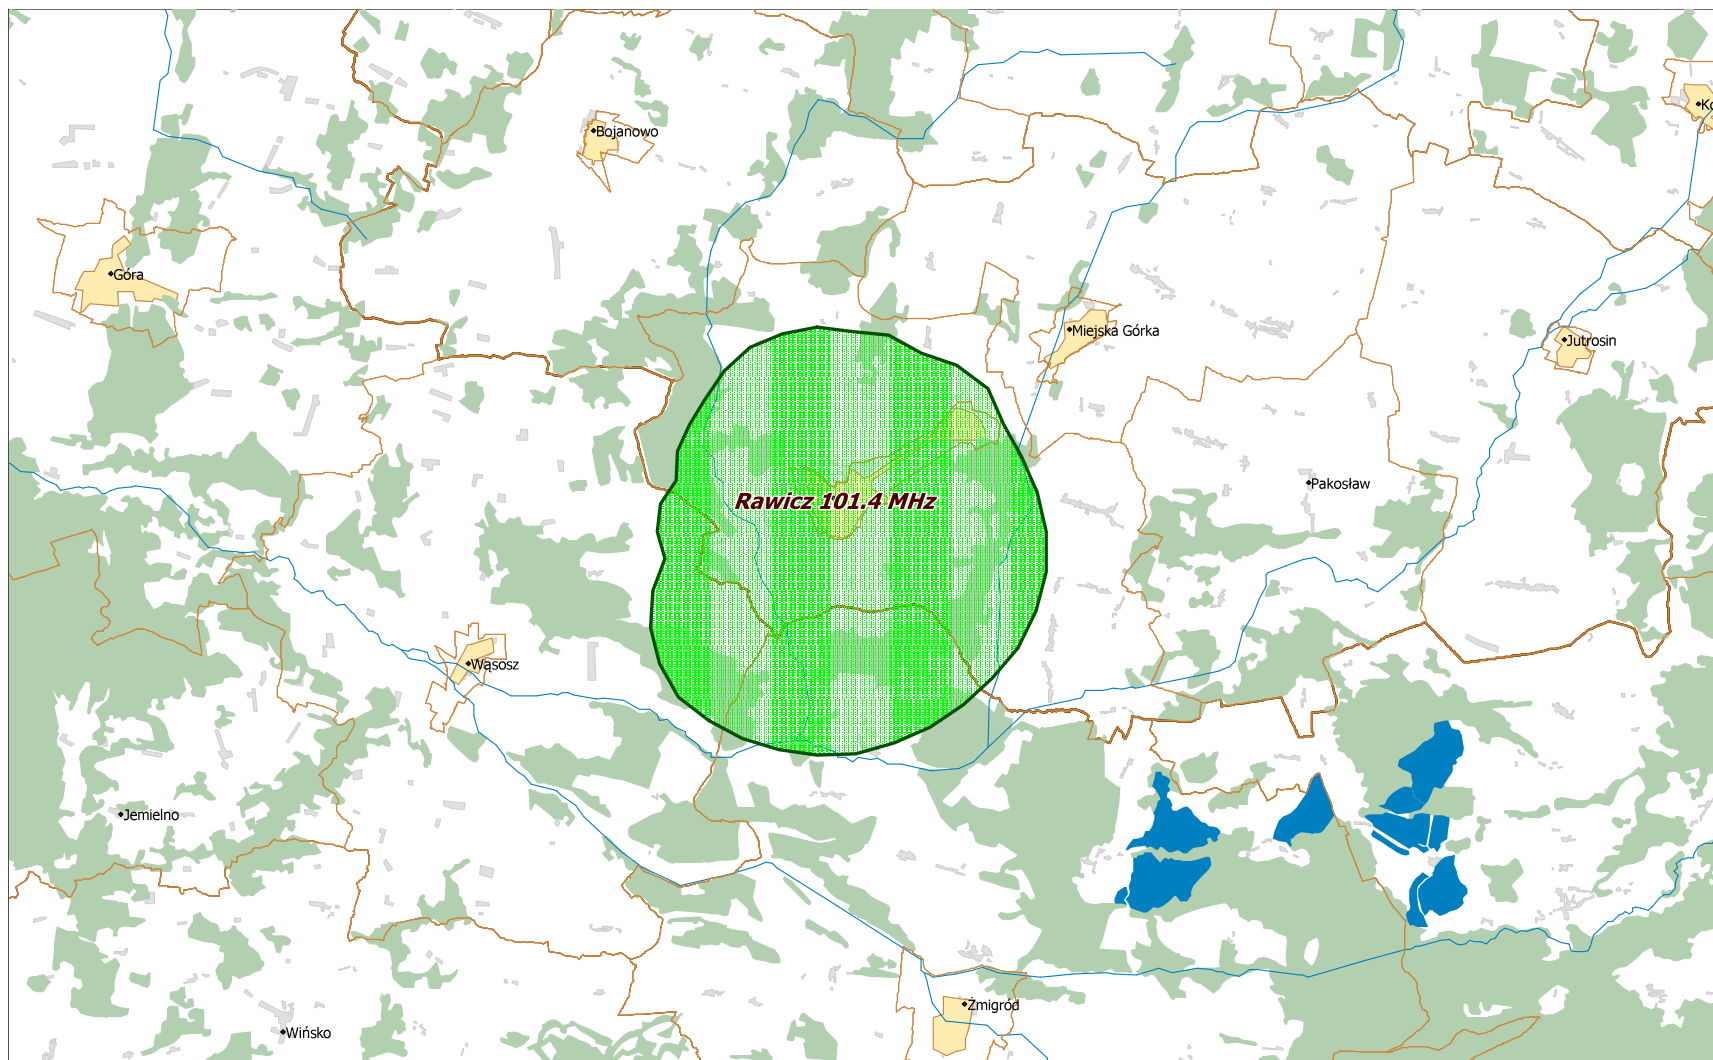 Bojanowo
Góra
Miejska Górka
Jutrosin
Rawicz 101.4 MHz
Pakosław
Wąsosz
Jemielno
Żmigród
Wińsko